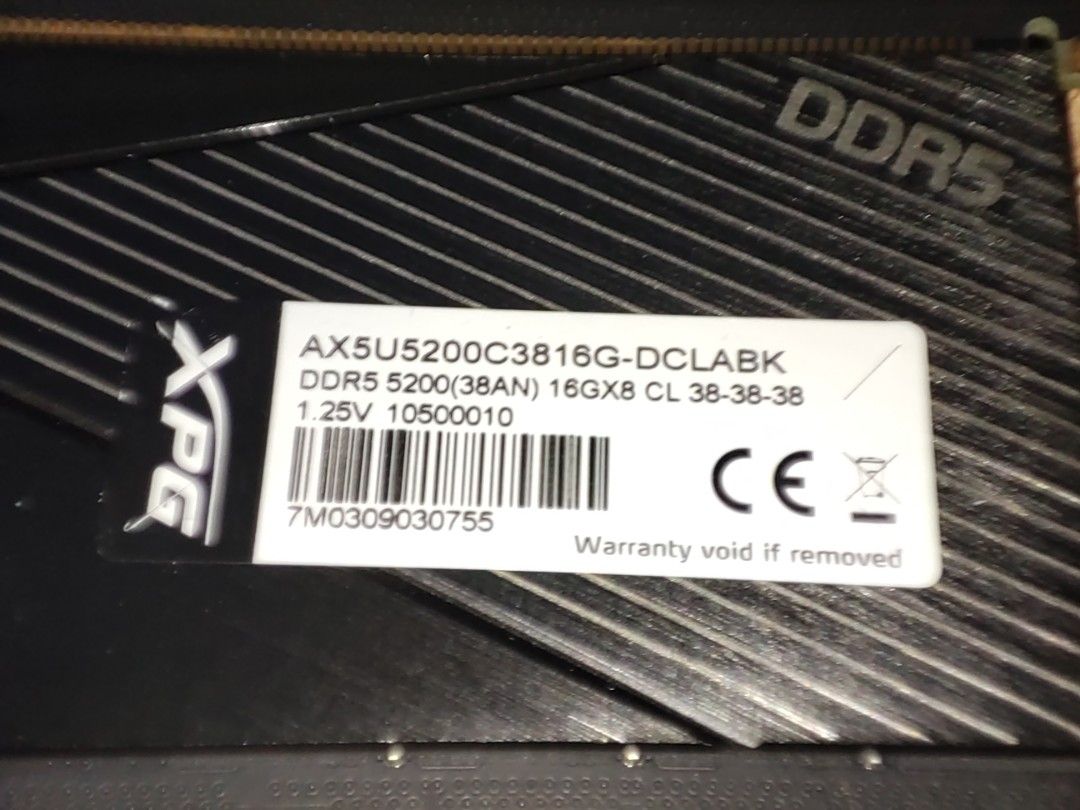 DDR5
XPG
AX5U5200C3816G-DCLABK
DDR5 5200(38AN) 16GX8 CL 38-38-38
1.25V 10500010
7M0309030755
CE
Warranty void if removed